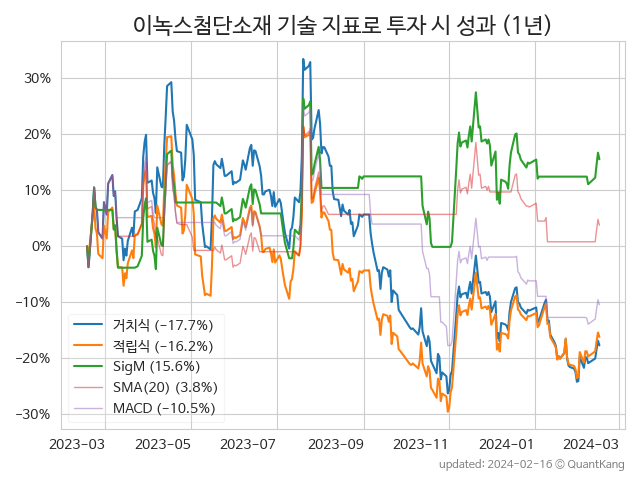 이녹스첨단소재 기술 지표로 투자 시 성과 (1년)
30%
20%
10%
0%
−10%
−20%
−30%
거치식 (−17.7%)
적립식 (−16.2%)
SigM (15.6%)
SMA(20) (3.8%)
MACD (−10.5%)
2023−03 2023−05 2023−07 2023−09 2023−11 2024−01 2024−03
updated: 2024−02−16 ⓒ QuantKang